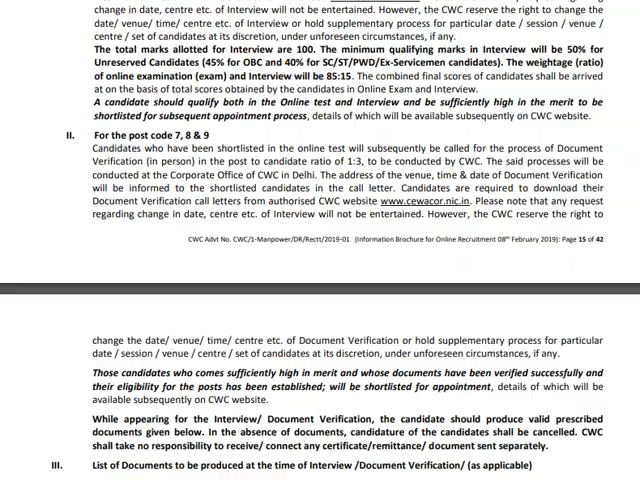 change in date, centre etc. of Interview will not be entertained. However, the CWC reserve the right to change the
date/ venue/ time/ centre etc. of Interview or hold supplementary process for particular date / session / venue /
centre / set of candidates at its discretion, under unforeseen circumstances, if any.
The total marks allotted for Interview are 100. The minimum qualifying marks in Interview will be 50% for
Unreserved Candidates (45% for OBC and 40% for SC/ST/PWD/Ex-Servicemen candidates). The weightage (ratio)
of online examination (exam) and Interview will be 85:15. The combined final scores of candidates shall be arrived
at on the basis of total scores obtained by the candidates in Online Exam and Interview.
A candidate should qualify both in the Online test and Interview and be sufficiently high in the merit to be
shortlisted for subsequent appointment process, details of which will be available subsequently on CWC website.
II. For the post code 7, 8 & 9
Candidates who have been shortlisted in the online test will subsequently be called for the process of Document
Verification (in person) in the post to candidate ratio of 1:3, to be conducted by CWC. The said processes will be
conducted at the Corporate Office of CWC in Delhi. The address of the venue, time & date of Document Verification
will be informed to the shortlisted candidates in the call letter. Candidates are required to download their
Document Verification call letters from authorised CWC website www.cewacor.nic.in. Please note that any request
regarding change in date, centre etc. of Interview will not be entertained. However, the CWC reserve the right to
CWC Advt No. CWC/1-Manpower/DR/Rectt/2019-01 (Information Brochure for Online Recruitment 08th February 2019): Page 15 of 42
change the date/ venue/ time/ centre etc. of Document Verification or hold supplementary process for particular
date / session / venue / centre / set of candidates at its discretion, under unforeseen circumstances, if any.
Those candidates who comes sufficiently high in merit and whose documents have been verified successfully and
their eligibility for the posts has been established; will be shortlisted for appointment, details of which will be
available subsequently on CWC website.
While appearing for the Interview/ Document Verification, the candidate should produce valid prescribed
documents given below. In the absence of documents, candidature of the candidates shall be cancelled. CWC
shall take no responsibility to receive/ connect any certificate/remittance/ document sent separately.
III. List of Documents to be produced at the time of Interview /Document Verification/ (as applicable)